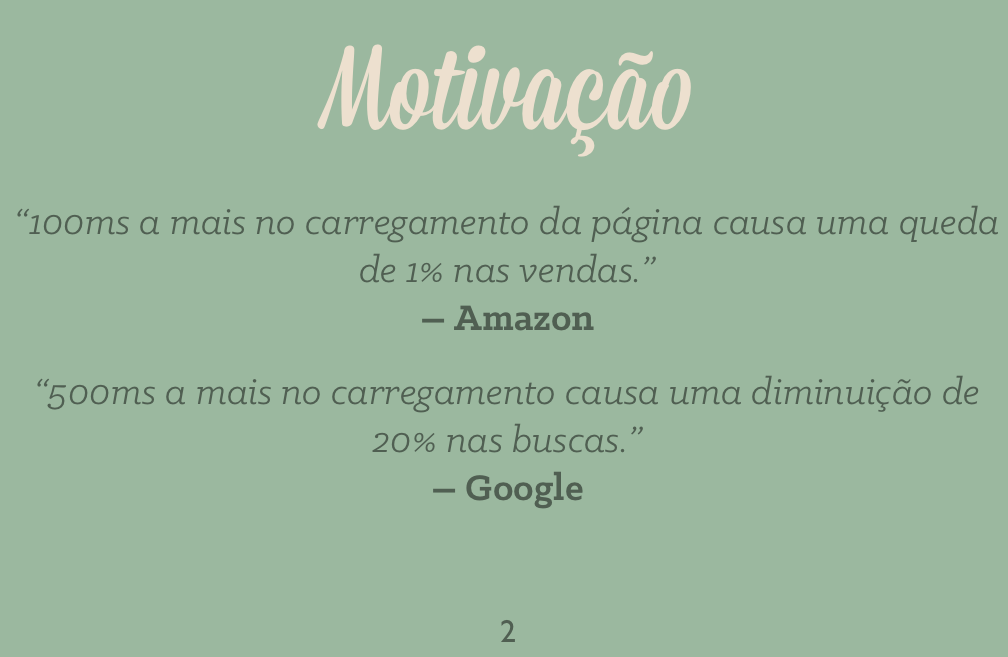 Motivação
“100ms a mais no carregamento da página causa uma queda
de 1% nas vendas.”
— Amazon
“500ms a mais no carregamento causa uma diminuição de
20% nas buscas.”
— Google
2